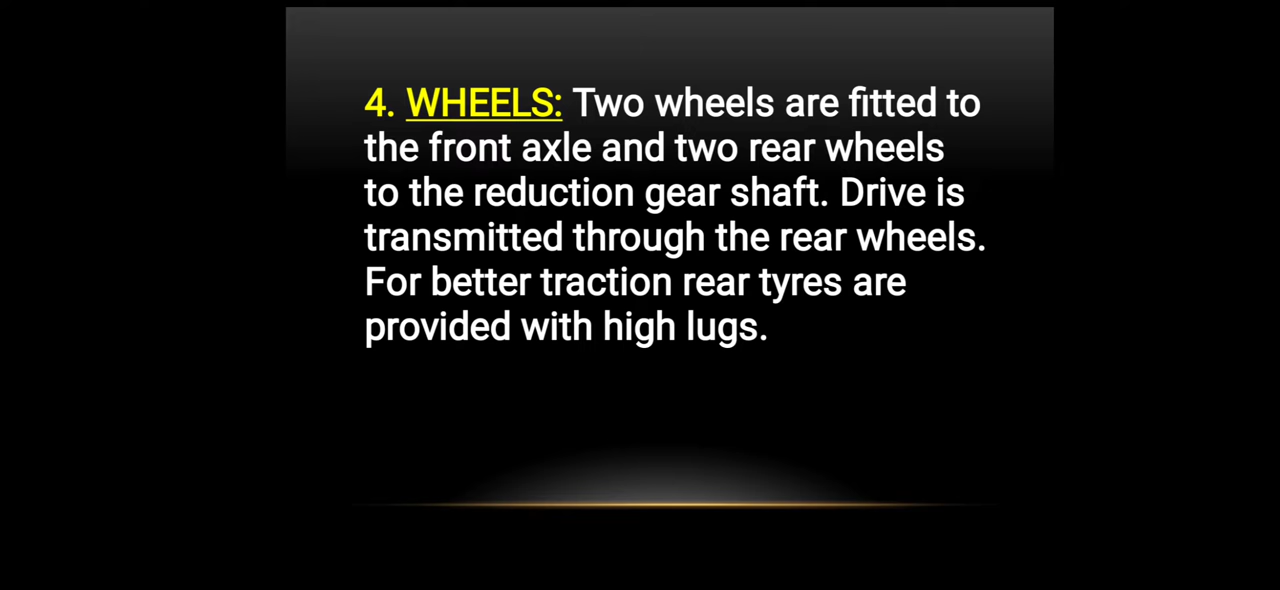 4. WHEELS: Two wheels are fitted to
the front axle and two rear wheels
to the reduction gear shaft. Drive is
transmitted through the rear wheels.
For better traction rear tyres are
provided with high lugs.